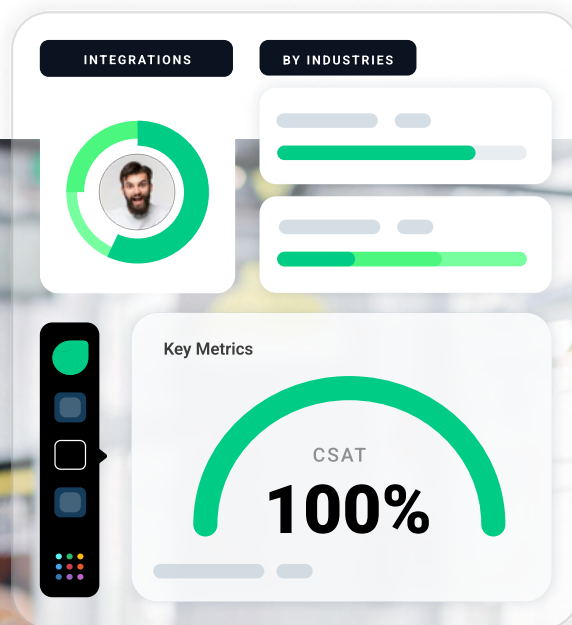 INTEGRATIONS
BY INDUSTRIES
Key Metrics
CSAT
100%